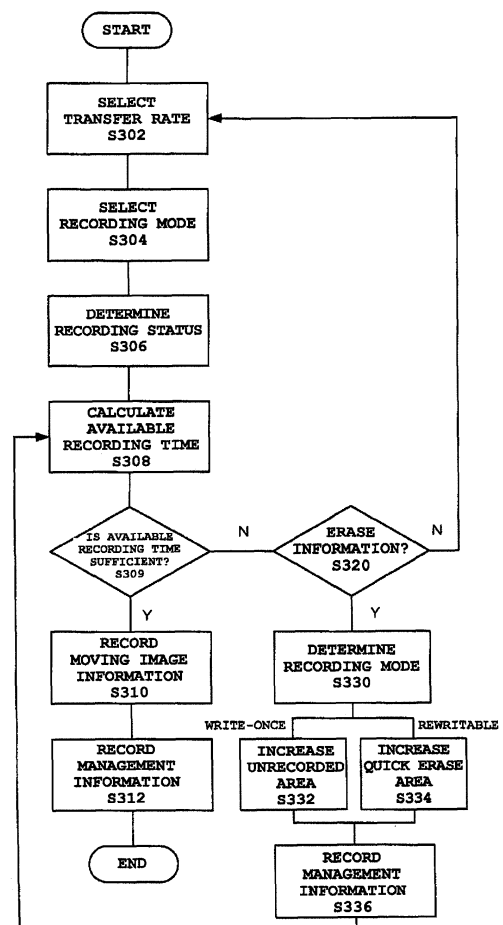 START
SELECT
TRANSFER RATE
S302
SELECT
RECORDING MODE
S304
DETERMINE
RECORDING STATUS
S306
CALCULATE
AVAILABLE
RECORDING TIME
S308
IS AVAILABLE
RECORDING TIME
SUFFICIENT?
S309
N
ERASE
INFORMATION?
S320
N
Y
Y
RECORD
MOVING IMAGE
INFORMATION
S310
DETERMINE
RECORDING MODE
S330
WRITE-ONCE
REWRITABLE
RECORD
MANAGEMENT
INFORMATION
S312
INCREASE
UNRECORDED
AREA
S332
INCREASE
QUICK ERASE
AREA
S334
END
RECORD
MANAGEMENT
INFORMATION
S336